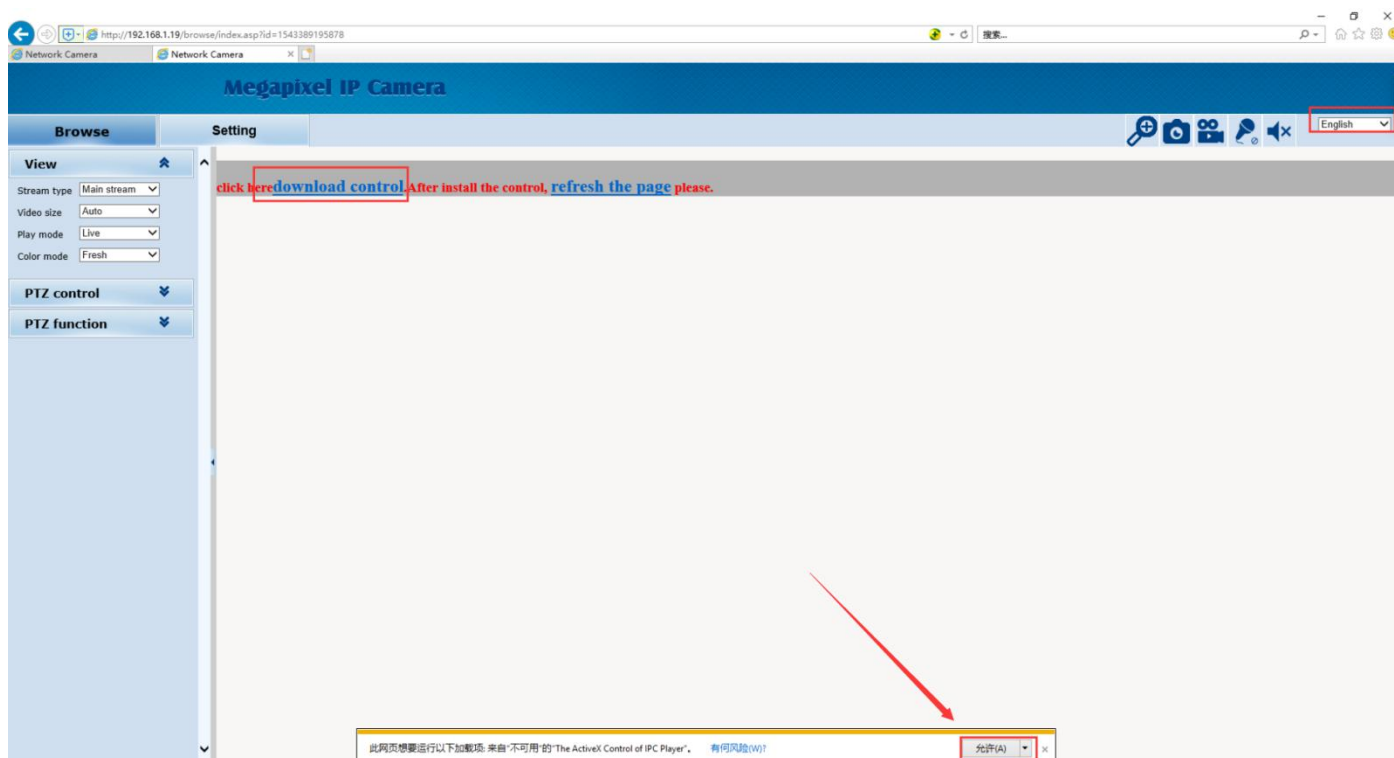 http://192.168.1.19/browse/index.asp?id=1543389195878
搜索...
Network Camera
Network Camera
Megapixel IP Camera
Browse
Setting
English
View
click here download control. After install the control, refresh the page please.
Stream type Main stream
Video size Auto
Play mode Live
Color mode Fresh
PTZ control
PTZ function
此网页想要运行以下加载项: 来自“不可用”的“The ActiveX Control of IPC Player”。 有何风险(W)? 允许(A)